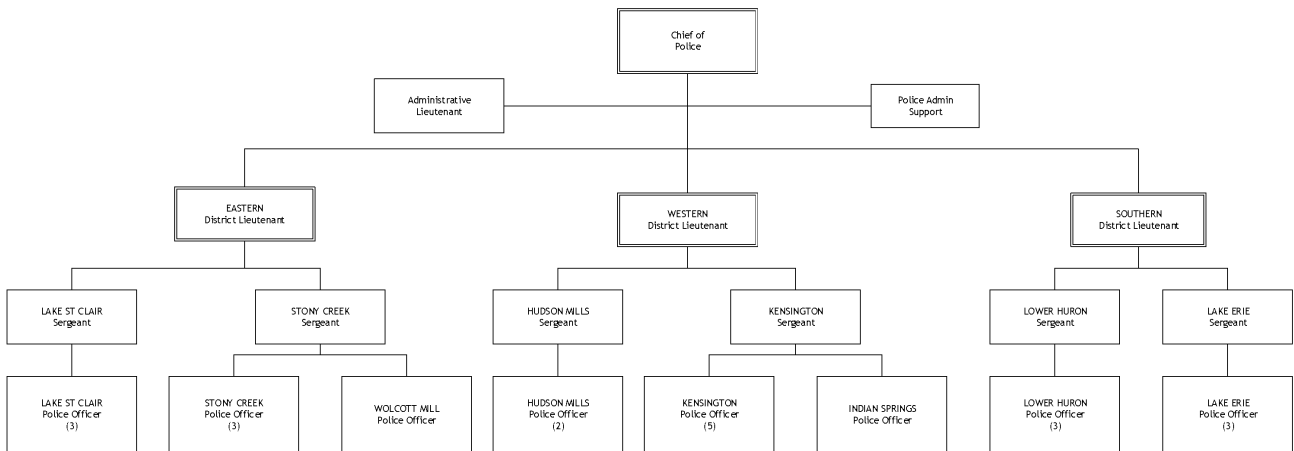 Chief of
Police
Administrative
Lieutenant
Police Admin
Support
EASTERN
District Lieutenant
WESTERN
District Lieutenant
SOUTHERN
District Lieutenant
LAKE ST CLAIR
Sergeant
STONY CREEK
Sergeant
HUDSON MILLS
Sergeant
KENSINGTON
Sergeant
LOWER HURON
Sergeant
LAKE ERIE
Sergeant
LAKE ST CLAIR
Police Officer
(3)
STONY CREEK
Police Officer
(3)
WOLCOTT MILL
Police Officer
HUDSON MILLS
Police Officer
(2)
KENSINGTON
Police Officer
(5)
INDIAN SPRINGS
Police Officer
LOWER HURON
Police Officer
(3)
LAKE ERIE
Police Officer
(3)